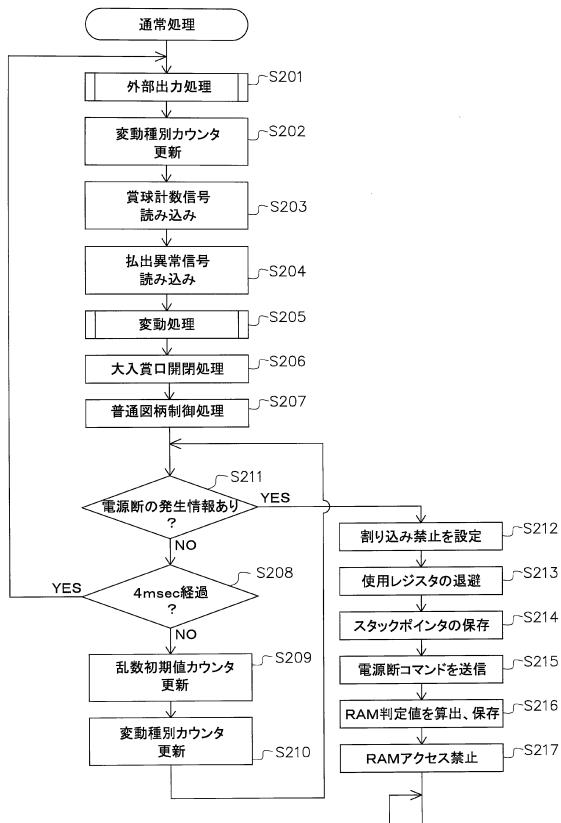 通常処理
外部出力処理
S201
変動種別カウンタ
更新
S202
賞球計数信号
読み込み
S203
払出異常信号
読み込み
S204
変動処理
S205
大入賞口開閉処理
S206
普通図柄制御処理
S207
電源断の発生情報あり
?
S211
YES
NO
4msec経過
?
S208
YES
NO
乱数初期値カウンタ
更新
S209
変動種別カウンタ
更新
S210
割り込み禁止を設定
S212
使用レジスタの退避
S213
スタックポインタの保存
S214
電源断コマンドを送信
S215
RAM判定値を算出、保存
S216
RAMアクセス禁止
S217